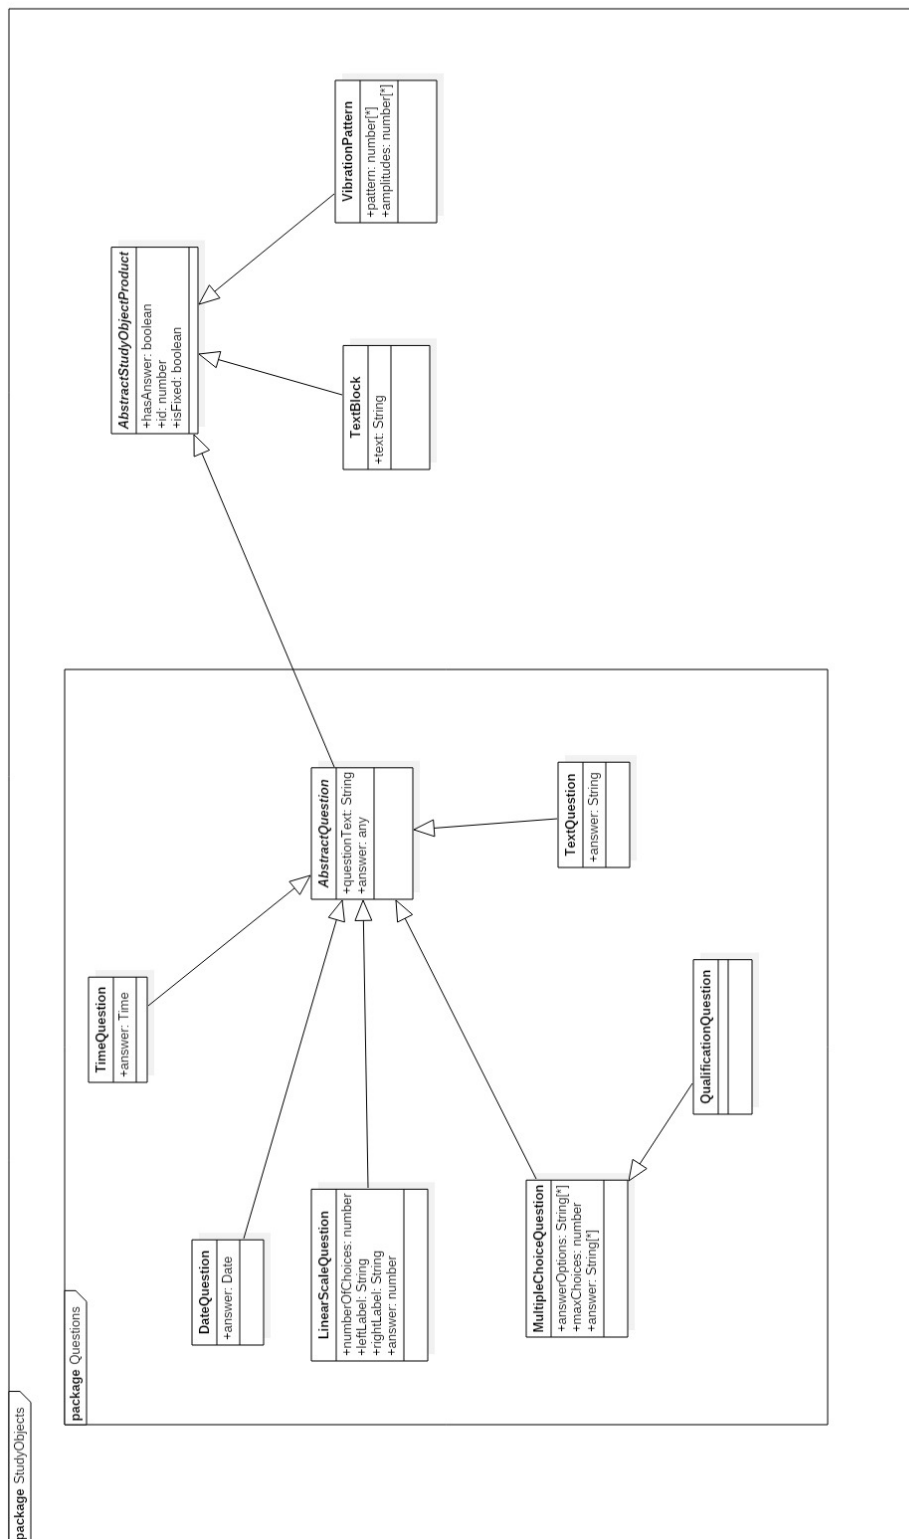 package StudyObjects
package Questions
TimeQuestion
+answer: Time
DateQuestion
+answer: Date
LinearScaleQuestion
+numberOfChoices: number
+leftLabel: String
+rightLabel: String
+answer: number
MultipleChoiceQuestion
+answerOptions: String[*]
+maxChoices: number
+answer: String[*]
QualificationQuestion
AbstractQuestion
+questionText: String
+answer: any
TextQuestion
+answer: String
AbstractStudyObjectProduct
+hasAnswer: boolean
+id: number
+isFixed: boolean
TextBlock
+text: String
VibrationPattern
+pattern: number[*]
+amplitudes: number[*]